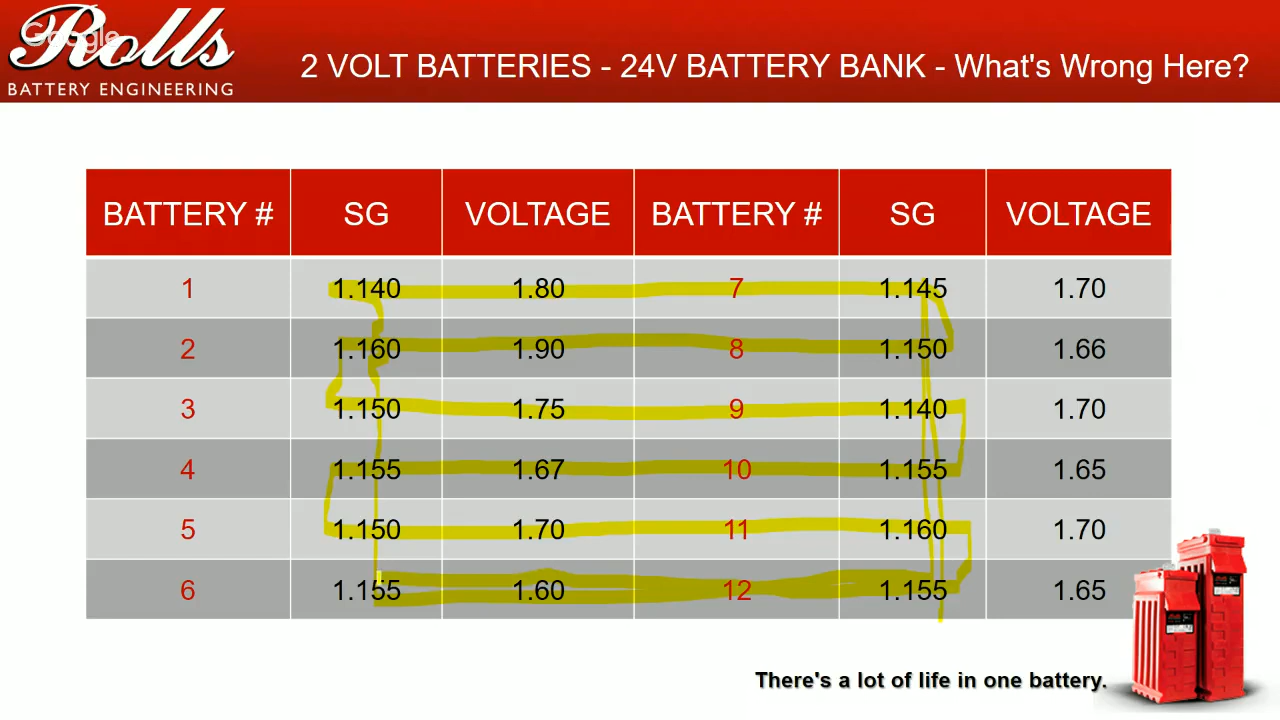 Google
Rolls
BATTERY ENGINEERING
2 VOLT BATTERIES - 24V BATTERY BANK - What's Wrong Here?
BATTERY # SG VOLTAGE BATTERY # SG VOLTAGE
1 1.140 1.80 7 1.145 1.70
2 1.160 1.90 8 1.150 1.66
3 1.150 1.75 9 1.140 1.70
4 1.155 1.67 10 1.155 1.65
5 1.150 1.70 11 1.160 1.70
6 1.155 1.60 12 1.155 1.65
There's a lot of life in one battery.